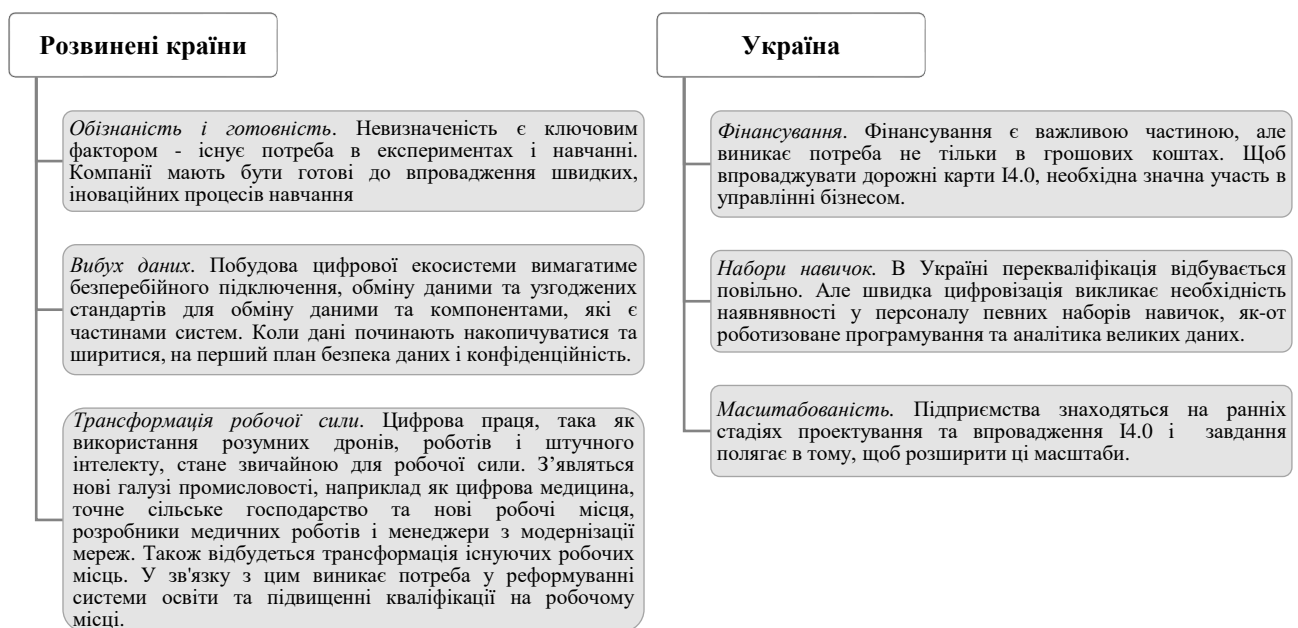 Розвинені країни
Обізнаність і готовність. Невизначеність є ключовим
фактором - існує потреба в експериментах і навчанні.
Компанії мають бути готові до впровадження швидких,
іноваційних процесів навчання
Вибух даних. Побудова цифрової екосистеми вимагатиме
безперебійного підключення, обміну даними та узгоджених
стандартів для обміну даними та компонентами, які є
частинами систем. Коли дані починають накопичуватися та
ширитися, на перший план безпека даних і конфіденційність.
Трансформація робочої сили. Цифрова праця, така як
використання розумних дронів, роботів і штучного
інтелекту, стане звичайною для робочої сили. З’являться
нові галузі промисловості, наприклад як цифрова медицина,
точне сільське господарство та нові робочі місця,
розробники медичних роботів і менеджери з модернізації
мереж. Також відбудеться трансформація існуючих робочих
місць. У зв'язку з цим виникає потреба у реформуванні
системи освіти та підвищенні кваліфікації на робочому
місці.
Україна
Фінансування. Фінансування є важливою частиною, але
виникає потреба не тільки в грошових коштах. Щоб
впроваджувати дорожні карти І4.0, необхідна значна участь в
управлінні бізнесом.
Набори навичок. В Україні перекваліфікація відбувається
повільно. Але швидка цифровізація викликає необхідність
наявнявності у персоналу певних наборів навичок, як-от
роботизоване програмування та аналітика великих даних.
Масштабованість. Підприємства знаходяться на ранніх
стадіях проектування та впровадження І4.0 і завдання
полягає в тому, щоб розширити ці масштаби.